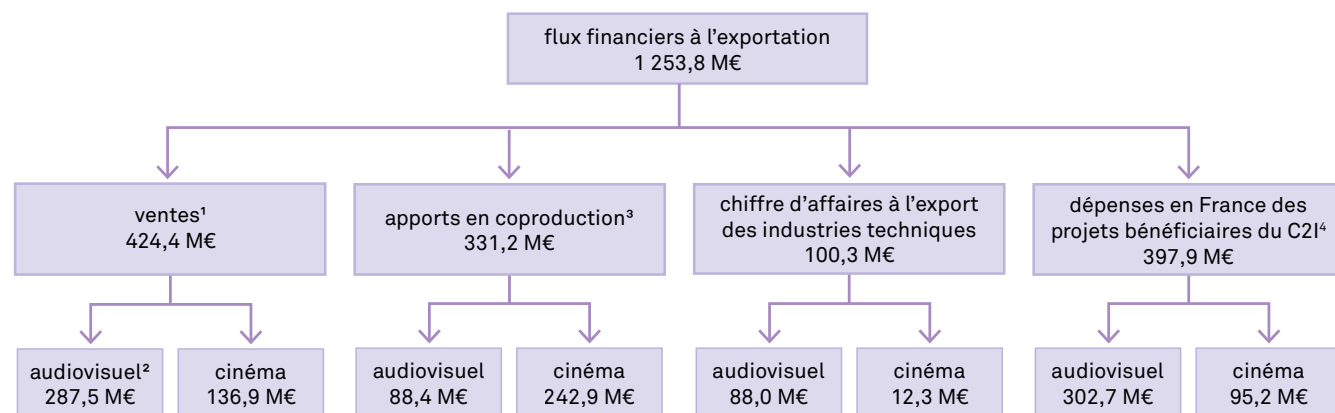 flux financiers à l’exportation
1 253,8 M€
ventes¹
424,4 M€
apports en coproduction³
331,2 M€
chiffre d’affaires à l’export
des industries techniques
100,3 M€
dépenses en France des
projets bénéficiaires du C2I⁴
397,9 M€
audiovisuel²
287,5 M€
cinéma
136,9 M€
audiovisuel
88,4 M€
cinéma
242,9 M€
audiovisuel
88,0 M€
cinéma
12,3 M€
audiovisuel
302,7 M€
cinéma
95,2 M€